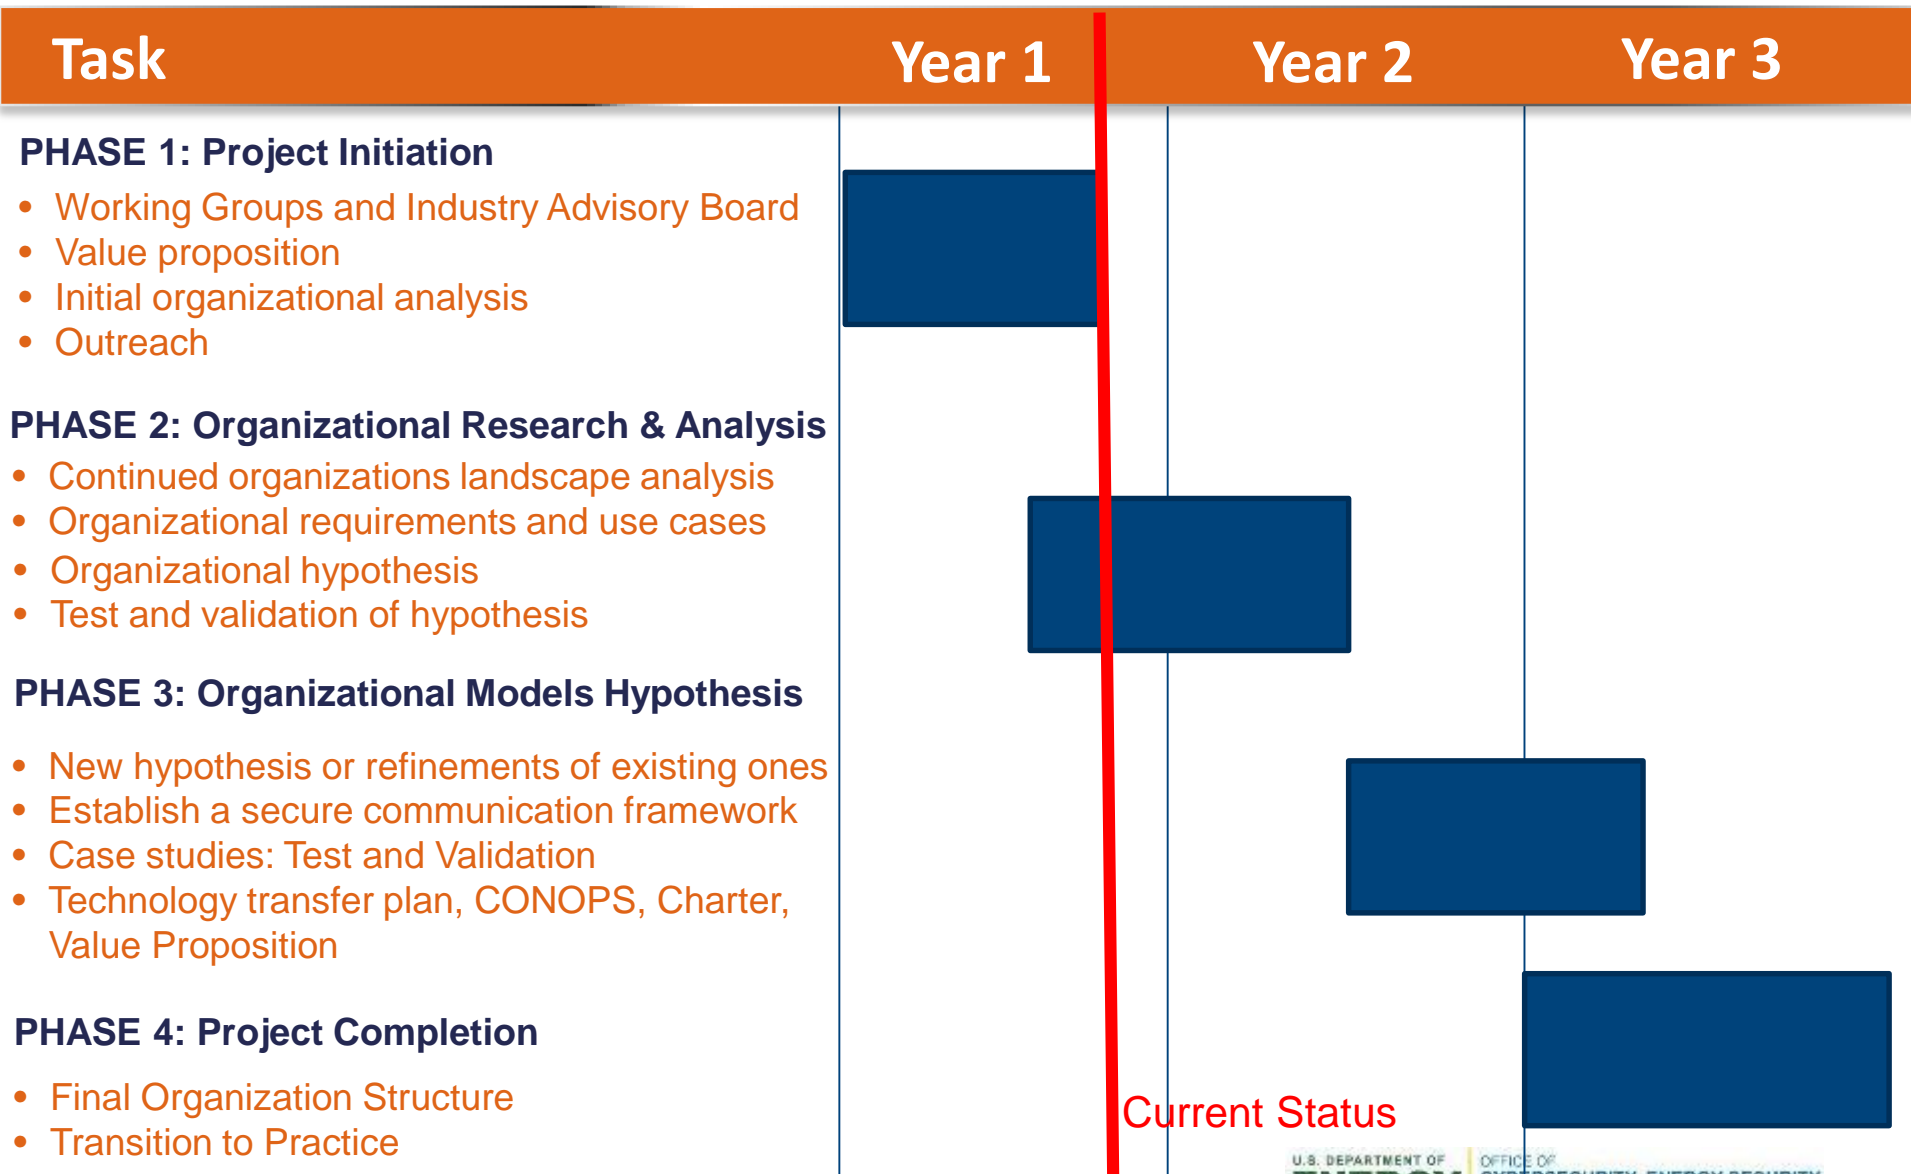 Task Year 1 Year 2 Year 3
PHASE 1: Project Initiation
• Working Groups and Industry Advisory Board
• Value proposition
• Initial organizational analysis
• Outreach
PHASE 2: Organizational Research & Analysis
• Continued organizations landscape analysis
• Organizational requirements and use cases
• Organizational hypothesis
• Test and validation of hypothesis
PHASE 3: Organizational Models Hypothesis
• New hypothesis or refinements of existing ones
• Establish a secure communication framework
• Case studies: Test and Validation
• Technology transfer plan, CONOPS, Charter,
Value Proposition
PHASE 4: Project Completion
• Final Organization Structure
• Transition to Practice
Current Status
U.S. DEPARTMENT OF
OFFICE OF
CYBERSECURITY, ENERGY SECURITY